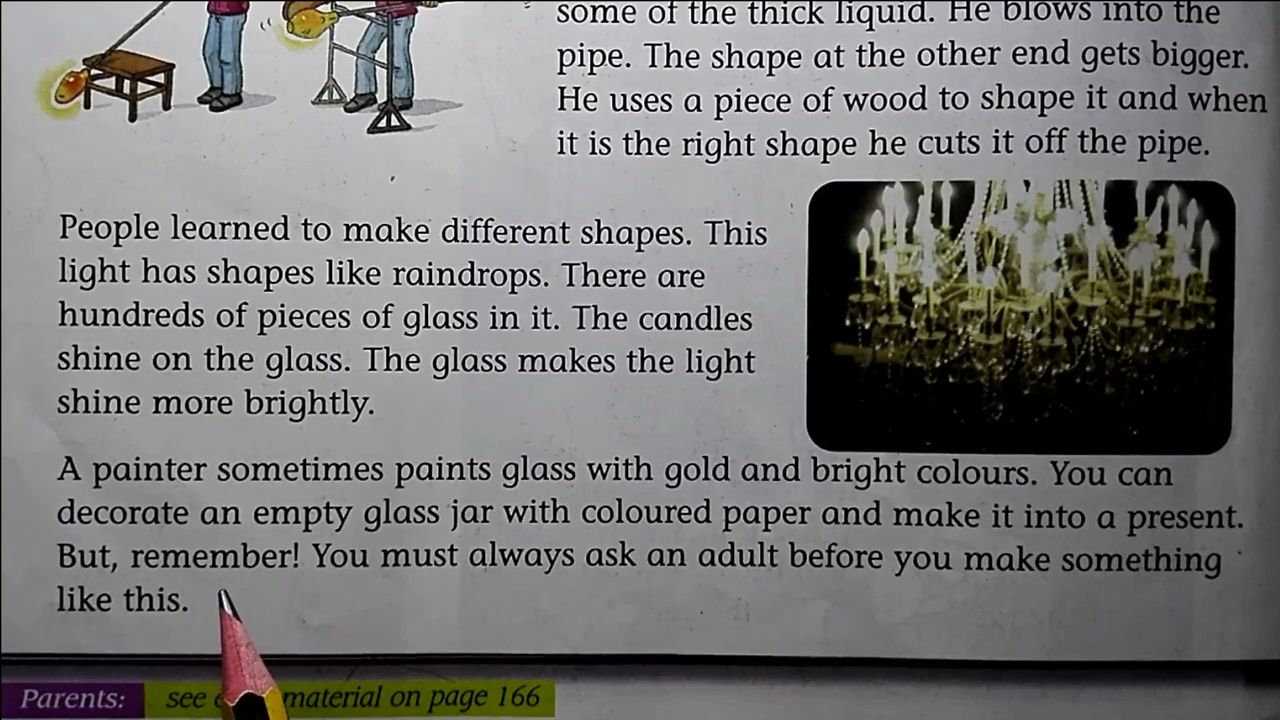 some of the thick liquid. He blows into the
pipe. The shape at the other end gets bigger.
He uses a piece of wood to shape it and when
it is the right shape he cuts it off the pipe.
People learned to make different shapes. This
light has shapes like raindrops. There are
hundreds of pieces of glass in it. The candles
shine on the glass. The glass makes the light
shine more brightly.
A painter sometimes paints glass with gold and bright colours. You can
decorate an empty glass jar with coloured paper and make it into a present.
But, remember! You must always ask an adult before you make something
like this.
Parents: see material on page 166